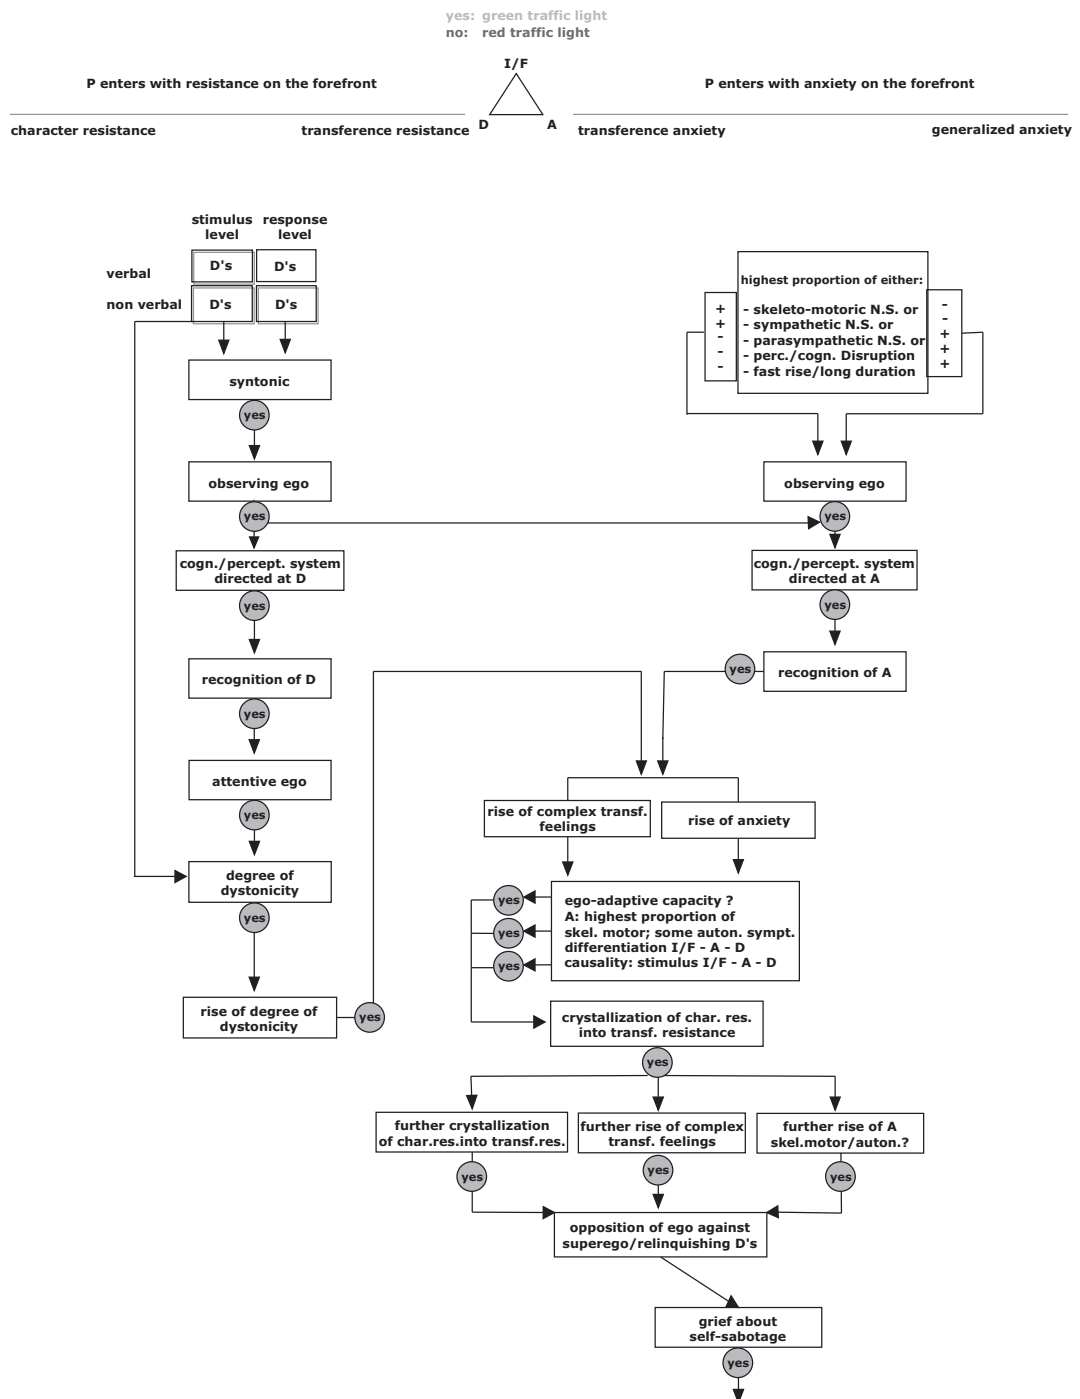 yes: green traffic light
no: red traffic light
I/F
P enters with resistance on the forefront
P enters with anxiety on the forefront
D
A
character resistance
transference resistance
transference anxiety
generalized anxiety
stimulus
level
response
level
verbal
D's
D's
non verbal
D's
D's
highest proportion of either:
+
+
-
-
-
- skeleto-motoric N.S. or
- sympathetic N.S. or
- parasympathetic N.S. or
- perc./cogn. Disruption
- fast rise/long duration
-
-
+
+
+
syntonic
yes
observing ego
observing ego
yes
yes
cogn./percept. system
directed at D
cogn./percept. system
directed at A
yes
yes
recognition of D
yes
recognition of A
yes
attentive ego
yes
rise of complex transf.
feelings
rise of anxiety
degree of
dystonicity
yes
yes
yes
yes
ego-adaptive capacity ?
A: highest proportion of
skel. motor; some auton. sympt.
differentiation I/F - A - D
causality: stimulus I/F - A - D
rise of degree of
dystonicity
yes
crystallization of char. res.
into transf. resistance
yes
further crystallization
of char.res.into transf.res.
further rise of complex
transf. feelings
further rise of A
skel.motor/auton.?
yes
yes
yes
opposition of ego against
superego/relinquishing D's
grief about
self-sabotage
yes